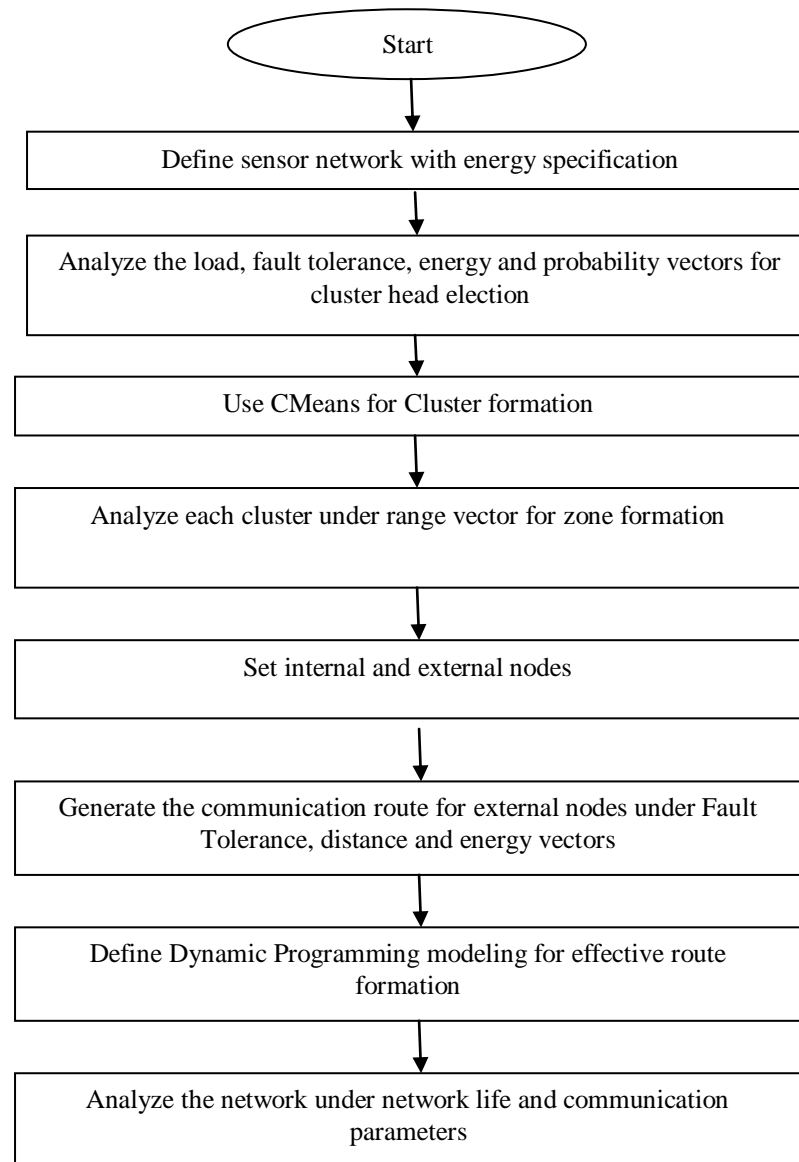 Start
Define sensor network with energy specification
Analyze the load, fault tolerance, energy and probability vectors for
cluster head election
Use CMeans for Cluster formation
Analyze each cluster under range vector for zone formation
Set internal and external nodes
Generate the communication route for external nodes under Fault
Tolerance, distance and energy vectors
Define Dynamic Programming modeling for effective route
formation
Analyze the network under network life and communication
parameters